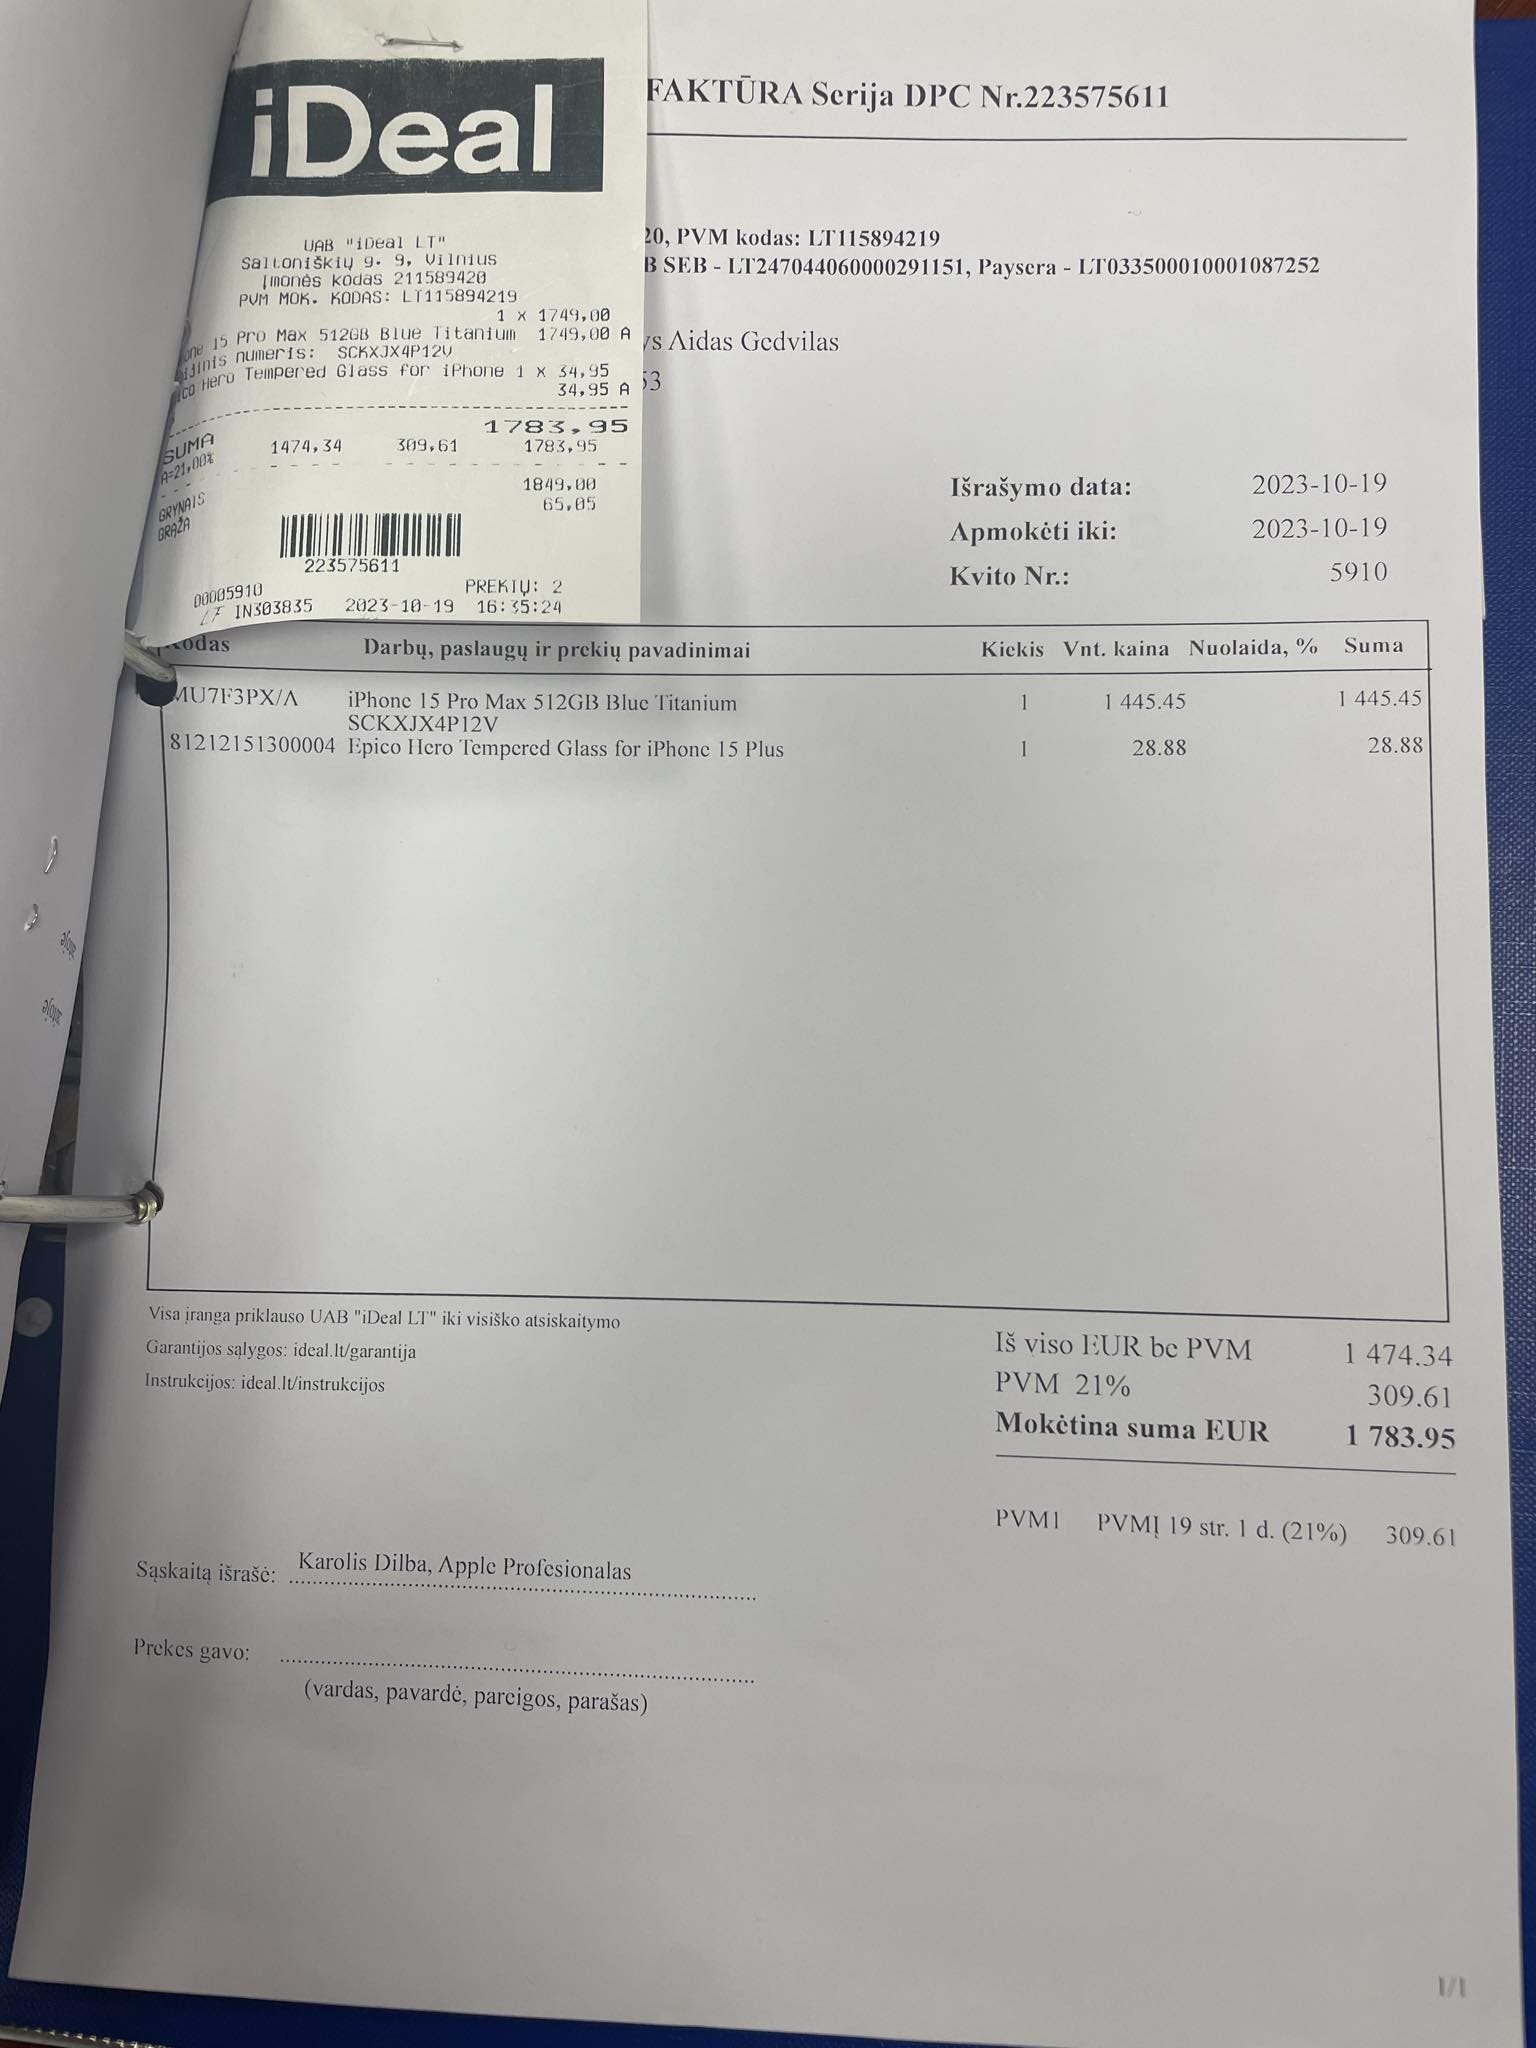 iDeal
UAB "iDeal LT"
Saltoniškių g. 9, Vilnius
Įmonės kodas 211589420
PVM MOK. KODAS: LT115894219
1 x 1749,00
15 Pro Max 512GB Blue Titanium 1749,00 A
numeris: SCKXJX4P12V
Hero Tempered Glass for iPhone 1 x 34,95
34,95 A
1783,95
SUMA
A=21,00% 1474,34 309,61 1783,95
GRYNAIS 1849,00
GRĄŽA 65,05
223575611
00005910 PREKIŲ: 2
LF IN303835 2023-10-19 16:35:24
FAKTŪRA Serija DPC Nr.223575611
20, PVM kodas: LT115894219
B SEB - LT247044060000291151, Paysera - LT033500010001087252
ys Aidas Gedvilas
53
Išrašymo data: 2023-10-19
Apmokėti iki: 2023-10-19
Kvito Nr.: 5910
Kodas Darbų, paslaugų ir prekių pavadinimai Kiekis Vnt. kaina Nuolaida, % Suma
MU7F3PX/A iPhone 15 Pro Max 512GB Blue Titanium 1 1 445.45 1 445.45
SCKXJX4P12V
81212151300004 Epico Hero Tempered Glass for iPhone 15 Plus 1 28.88 28.88
Visa įranga priklauso UAB "iDeal LT" iki visiško atsiskaitymo
Garantijos sąlygos: ideal.lt/garantija
Instrukcijos: ideal.lt/instrukcijos
Iš viso EUR be PVM 1 474.34
PVM 21% 309.61
Mokėtina suma EUR 1 783.95
PVM1 PVMĮ 19 str. 1 d. (21%) 309.61
Sąskaitą išrašė: Karolis Dilba, Apple Profesionalas
Prekes gavo:
(vardas, pavardė, pareigos, parašas)
1/1